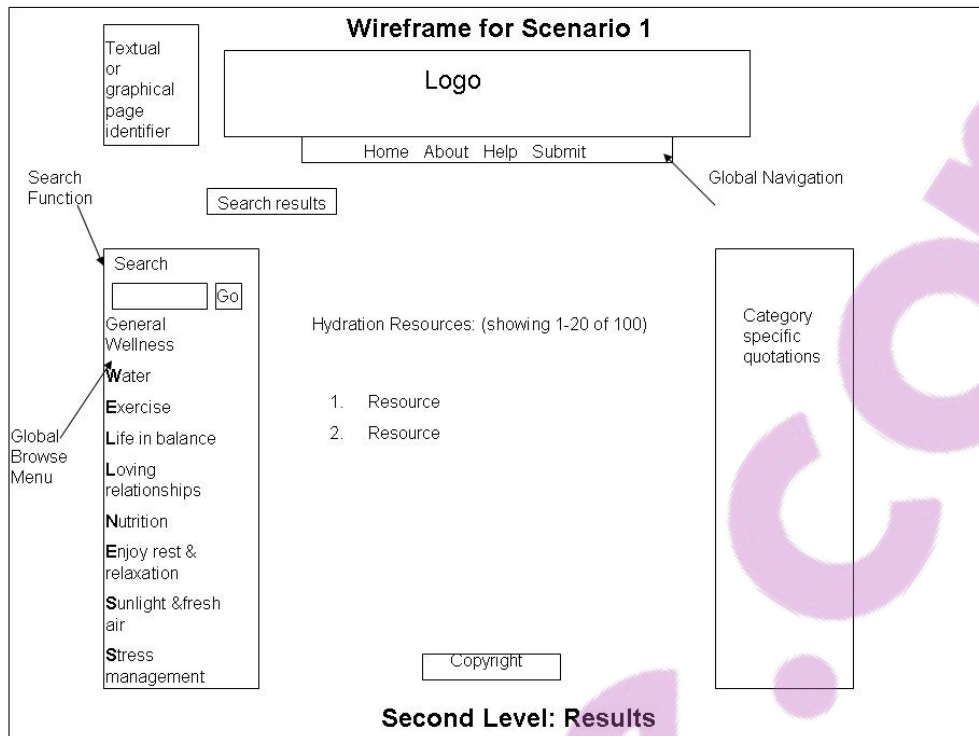 Wireframe for Scenario 1
Textual
or
graphical
page
identifier
Logo
Home About Help Submit
Global Navigation
Search
Function
Search results
Search
Go
General
Wellness
Water
Exercise
Life in balance
Loving
relationships
Nutrition
Enjoy rest &
relaxation
Sunlight &fresh
air
Stress
management
Global
Browse
Menu
Hydration Resources: (showing 1-20 of 100)
1. Resource
2. Resource
Category
specific
quotations
Copyright
Second Level: Results